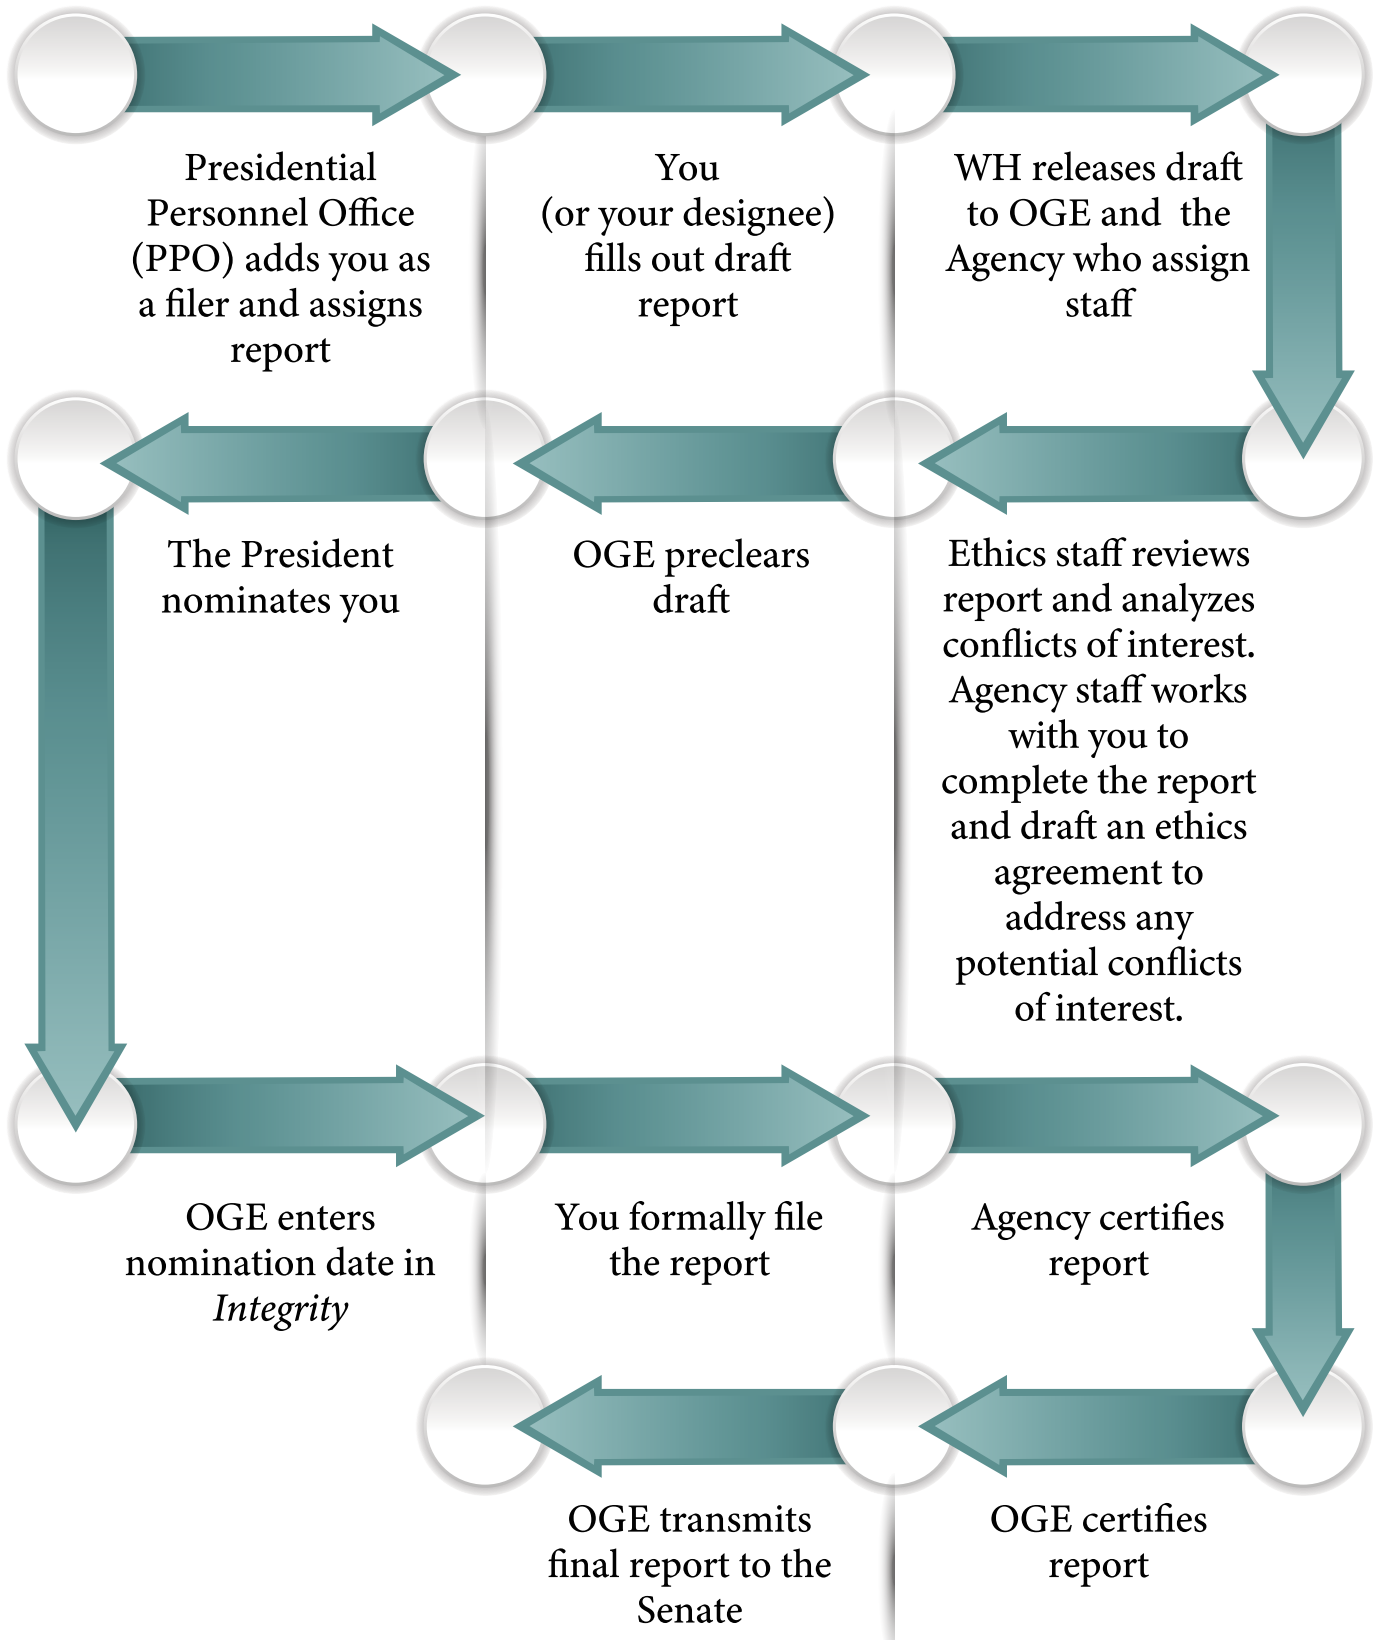 Presidential
Personnel Office
(PPO) adds you as
a filer and assigns
report
You
(or your designee)
fills out draft
report
WH releases draft
to OGE and  the
Agency who assign
staff
Ethics staff reviews
report and analyzes
conflicts of interest.
Agency staff works
with you to
complete the report
and draft an ethics
agreement to
address any
potential conflicts
of interest.
OGE preclears
draft
The President
nominates you
OGE enters
nomination date in
Integrity
You formally file
the report
Agency certifies
report
OGE certifies
report
OGE transmits
final report to the
Senate